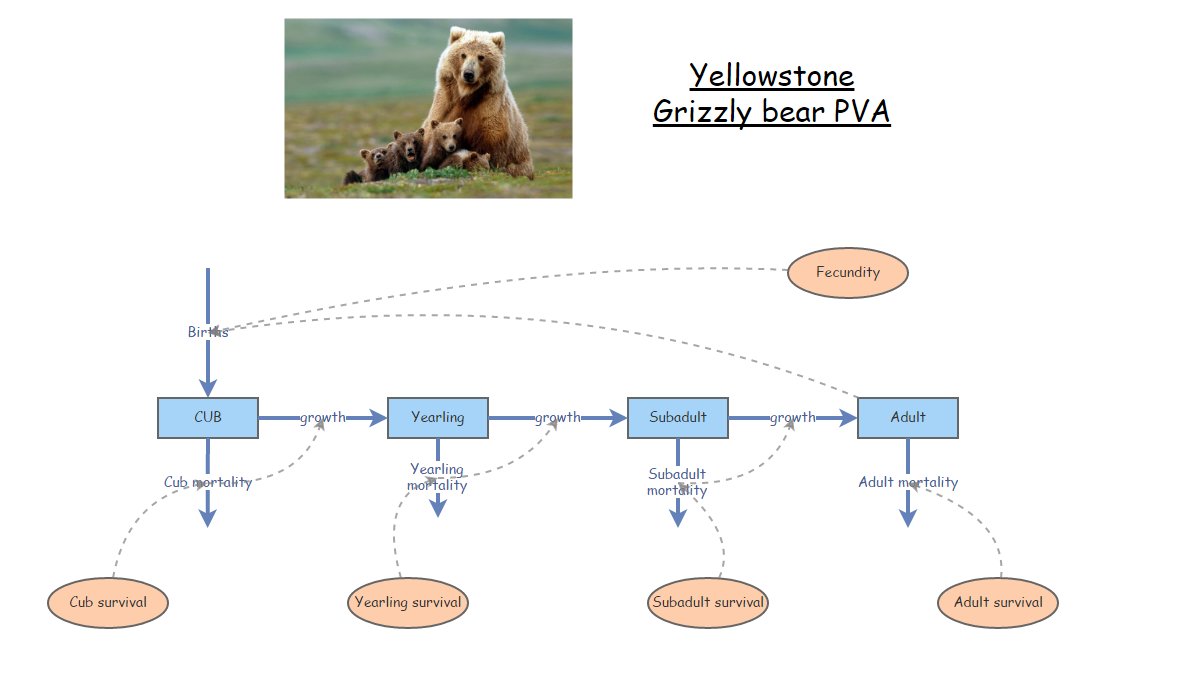 Yellowstone
Grizzly bear PVA
Fecundity
Births
CUB
growth
Yearling
growth
Subadult
growth
Adult
Cub mortality
Yearling
mortality
Subadult
mortality
Adult mortality
Cub survival
Yearling survival
Subadult survival
Adult survival